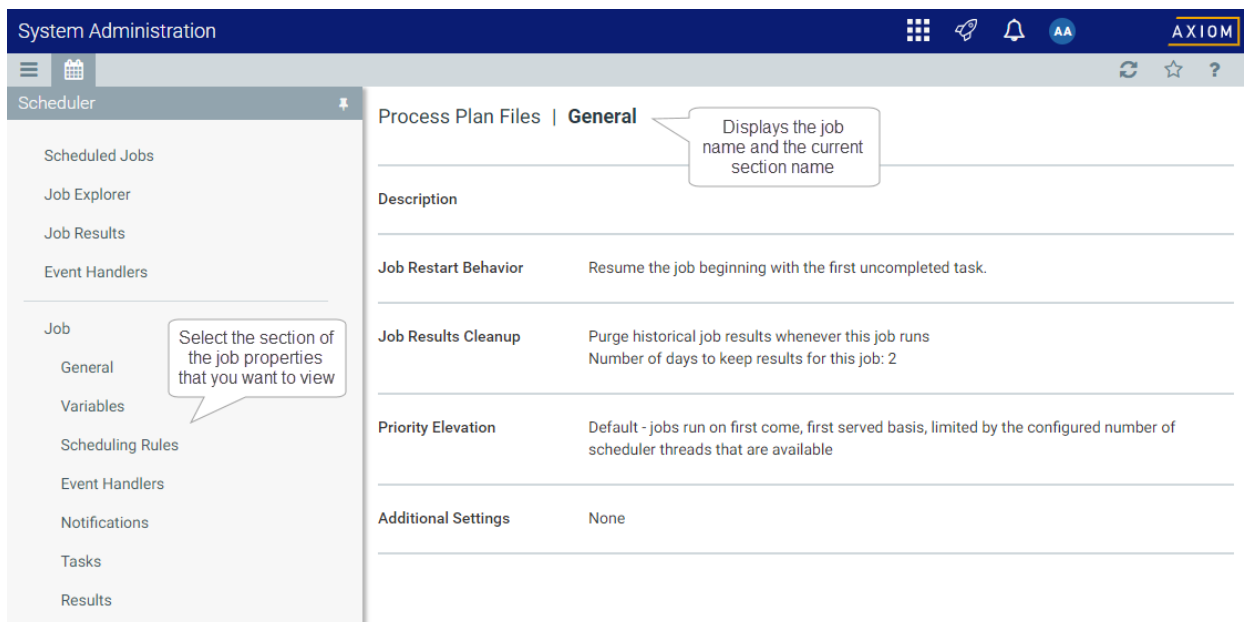 System Administration
AA
AXIOM
?
Scheduler
Scheduled Jobs
Job Explorer
Job Results
Event Handlers
Job
General
Variables
Scheduling Rules
Event Handlers
Notifications
Tasks
Results
Select the section of
the job properties
that you want to view
Process Plan Files | General
Displays the job
name and the current
section name
Description
Job Restart Behavior Resume the job beginning with the first uncompleted task.
Job Results Cleanup Purge historical job results whenever this job runs
Number of days to keep results for this job: 2
Priority Elevation Default - jobs run on first come, first served basis, limited by the configured number of
scheduler threads that are available
Additional Settings None